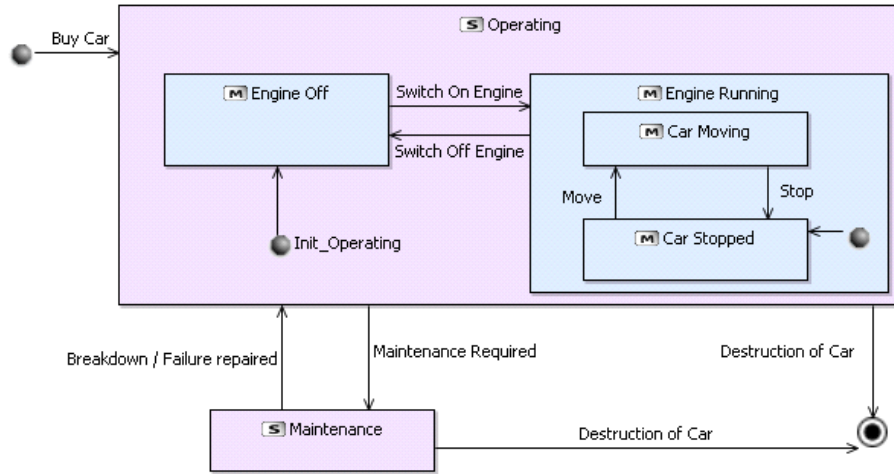 S Operating
Buy Car
M Engine Off
Switch On Engine
M Engine Running
M Car Moving
Switch Off Engine
Move
Stop
Init_Operating
M Car Stopped
Breakdown / Failure repaired
Maintenance Required
Destruction of Car
S Maintenance
Destruction of Car